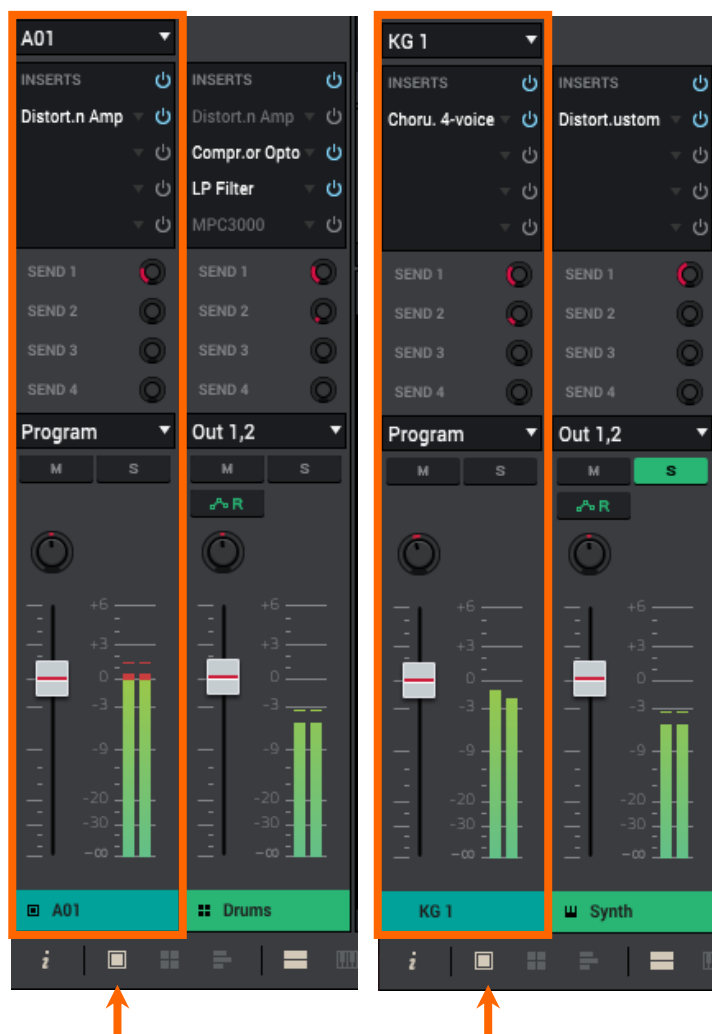 A01
INSERTS
Distort.n Amp
SEND 1
SEND 2
SEND 3
SEND 4
Program
M S
+6
+3
0
-3
-9
-20
-30
-∞
A01
INSERTS
Distort.n Amp
Compr.or Opto
LP Filter
MPC3000
SEND 1
SEND 2
SEND 3
SEND 4
Out 1,2
M S
R
+6
+3
0
-3
-9
-20
-30
-∞
Drums
i
KG 1
INSERTS
Choru. 4-voice
SEND 1
SEND 2
SEND 3
SEND 4
Program
M S
+6
+3
0
-3
-9
-20
-30
-∞
KG 1
INSERTS
Distort.ustom
SEND 1
SEND 2
SEND 3
SEND 4
Out 1,2
M S
R
+6
+3
0
-3
-9
-20
-30
-∞
Synth
i